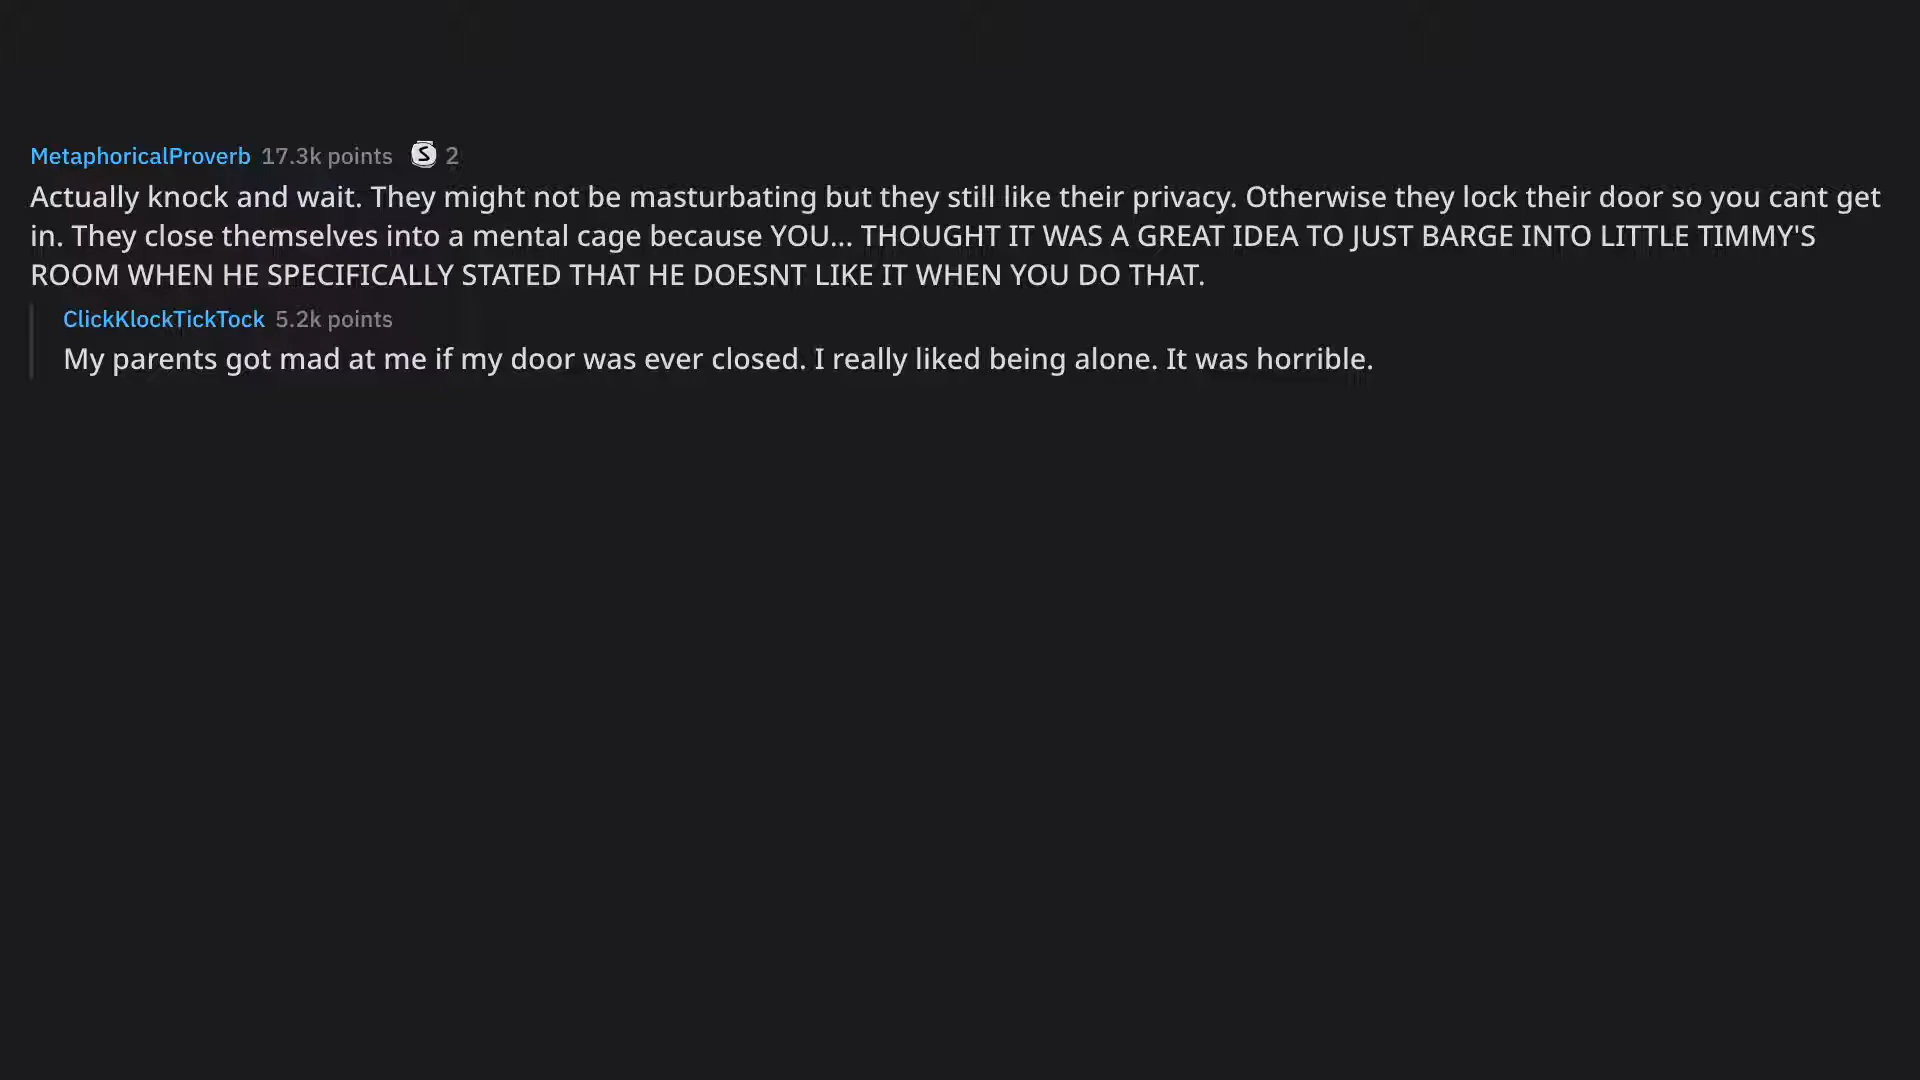 MetaphoricalProverb 17.3k points S 2
Actually knock and wait. They might not be masturbating but they still like their privacy. Otherwise they lock their door so you cant get
in. They close themselves into a mental cage because YOU... THOUGHT IT WAS A GREAT IDEA TO JUST BARGE INTO LITTLE TIMMY'S
ROOM WHEN HE SPECIFICALLY STATED THAT HE DOESNT LIKE IT WHEN YOU DO THAT.
ClickKlockTickTock 5.2k points
My parents got mad at me if my door was ever closed. I really liked being alone. It was horrible.